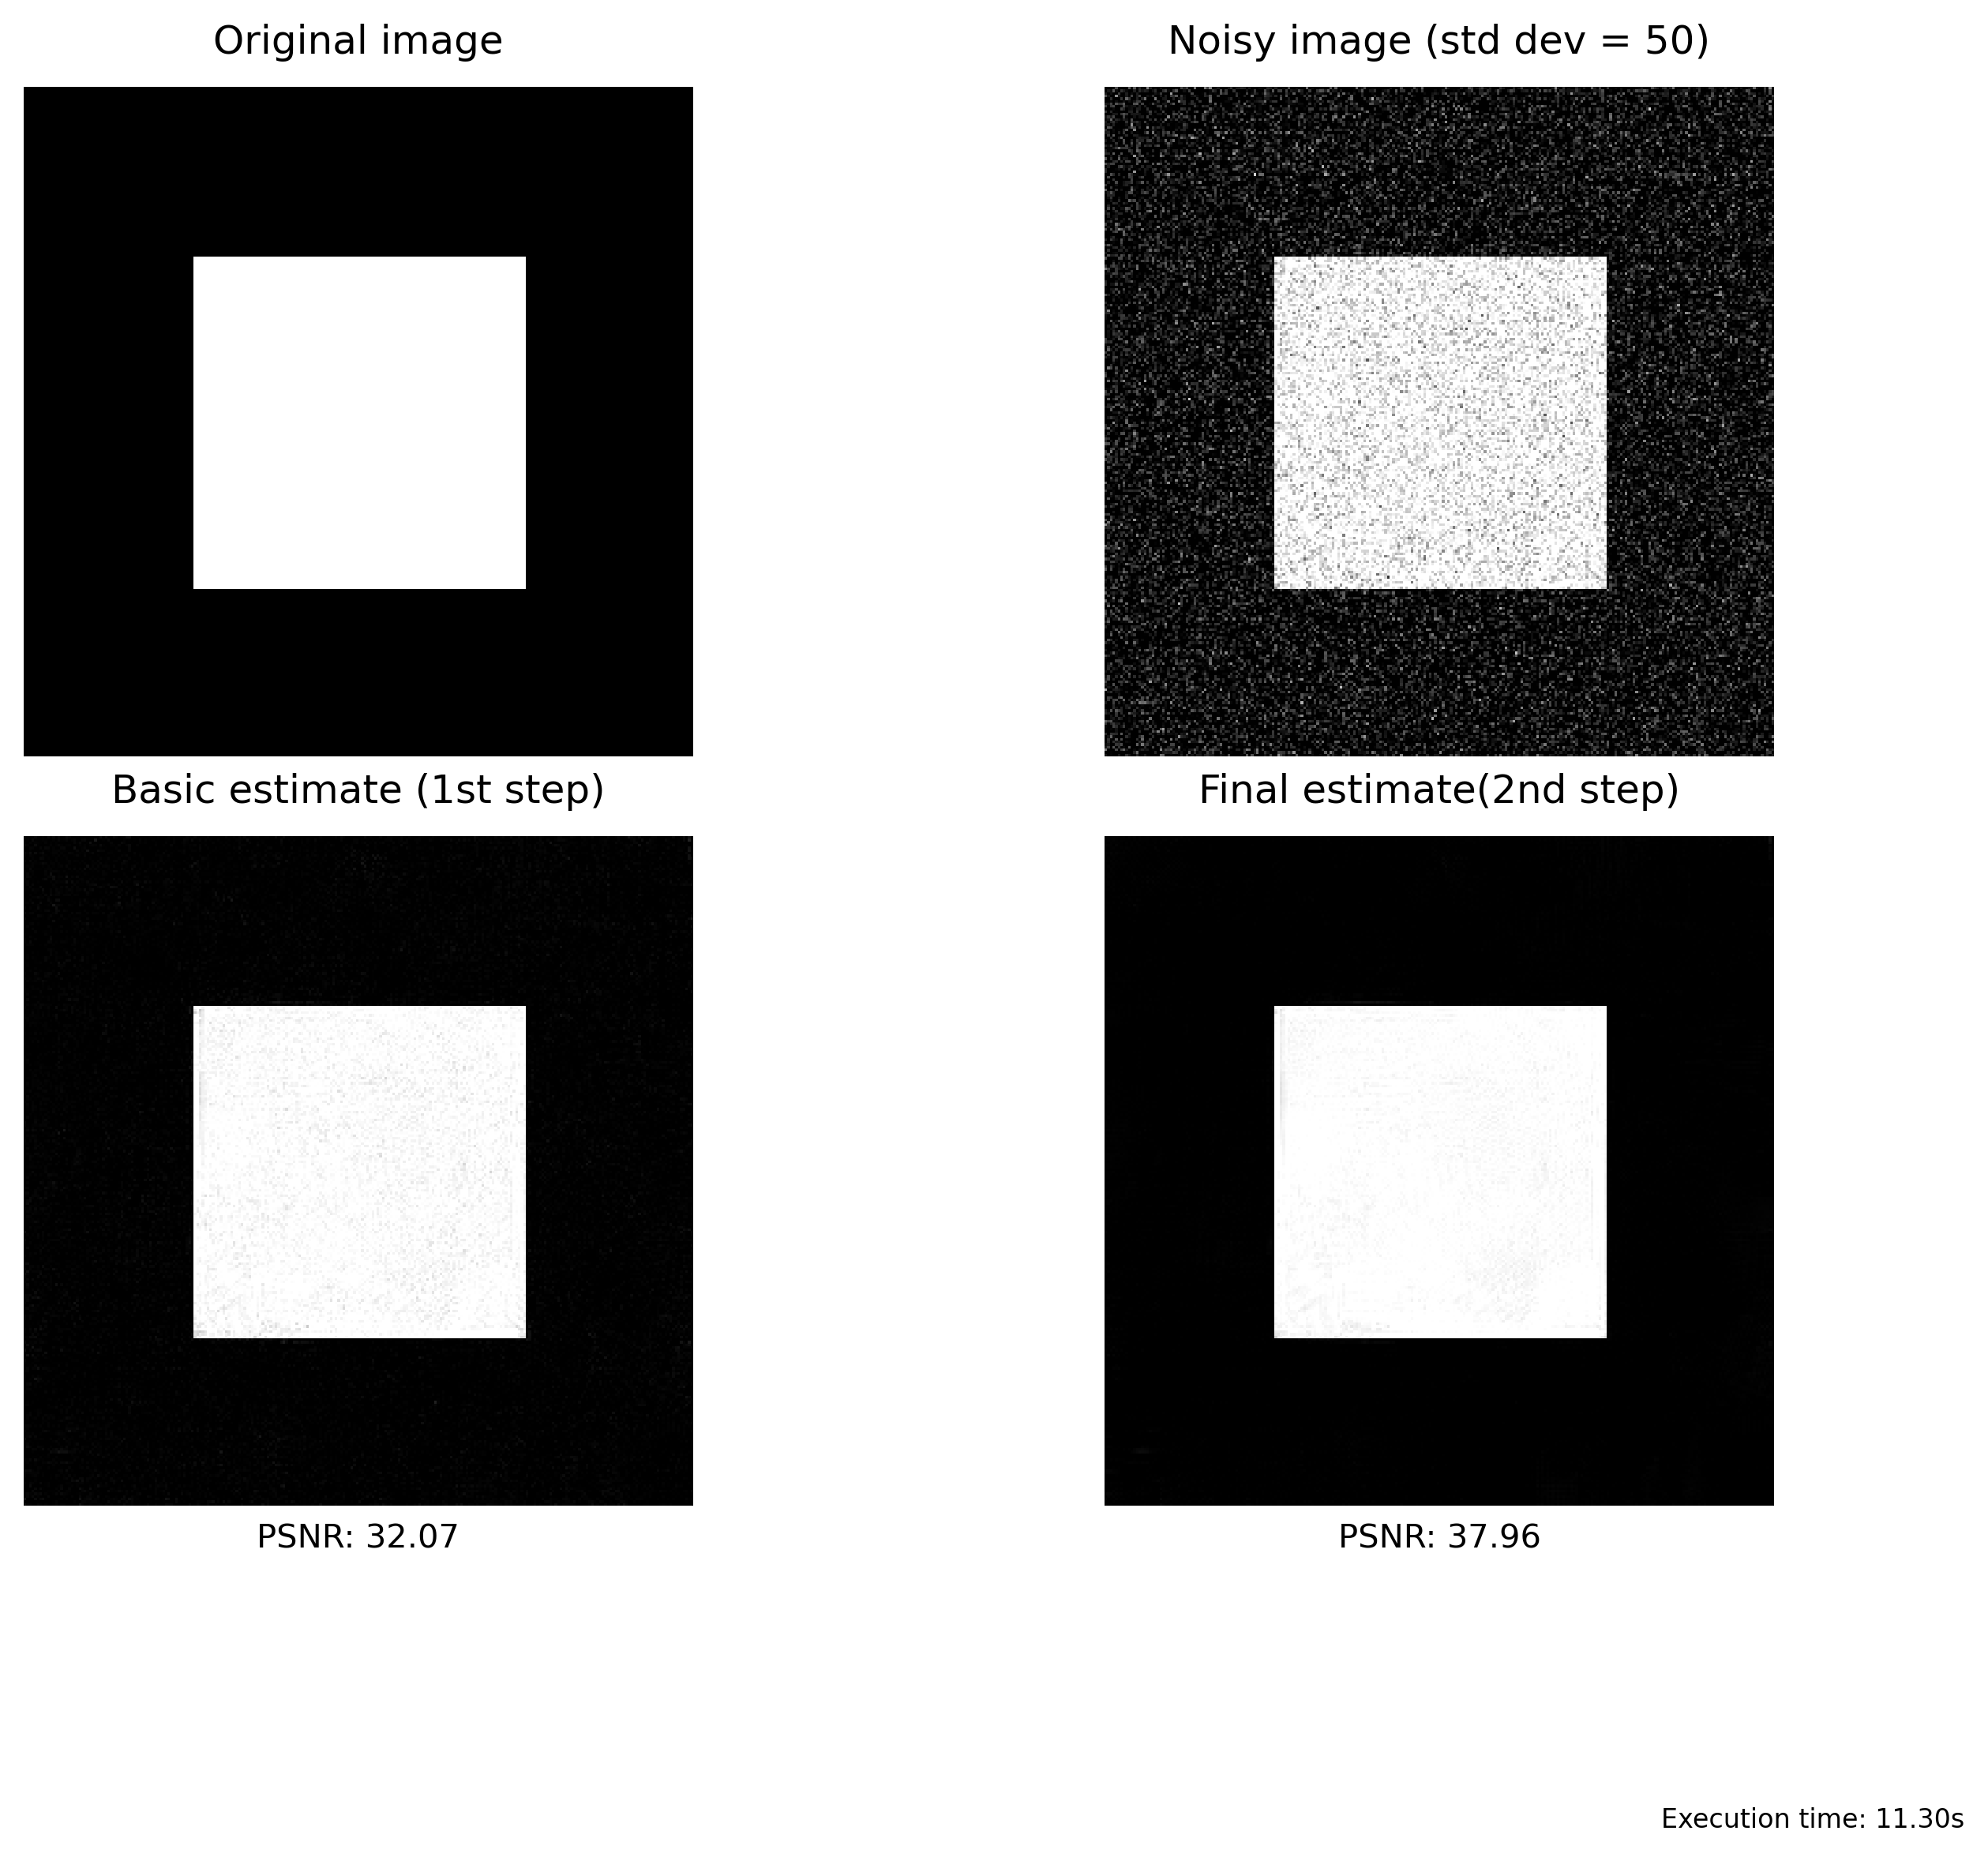 Original image
Noisy image (std dev = 50)
Basic estimate (1st step)
Final estimate(2nd step)
PSNR: 32.07
PSNR: 37.96
Execution time: 11.30s